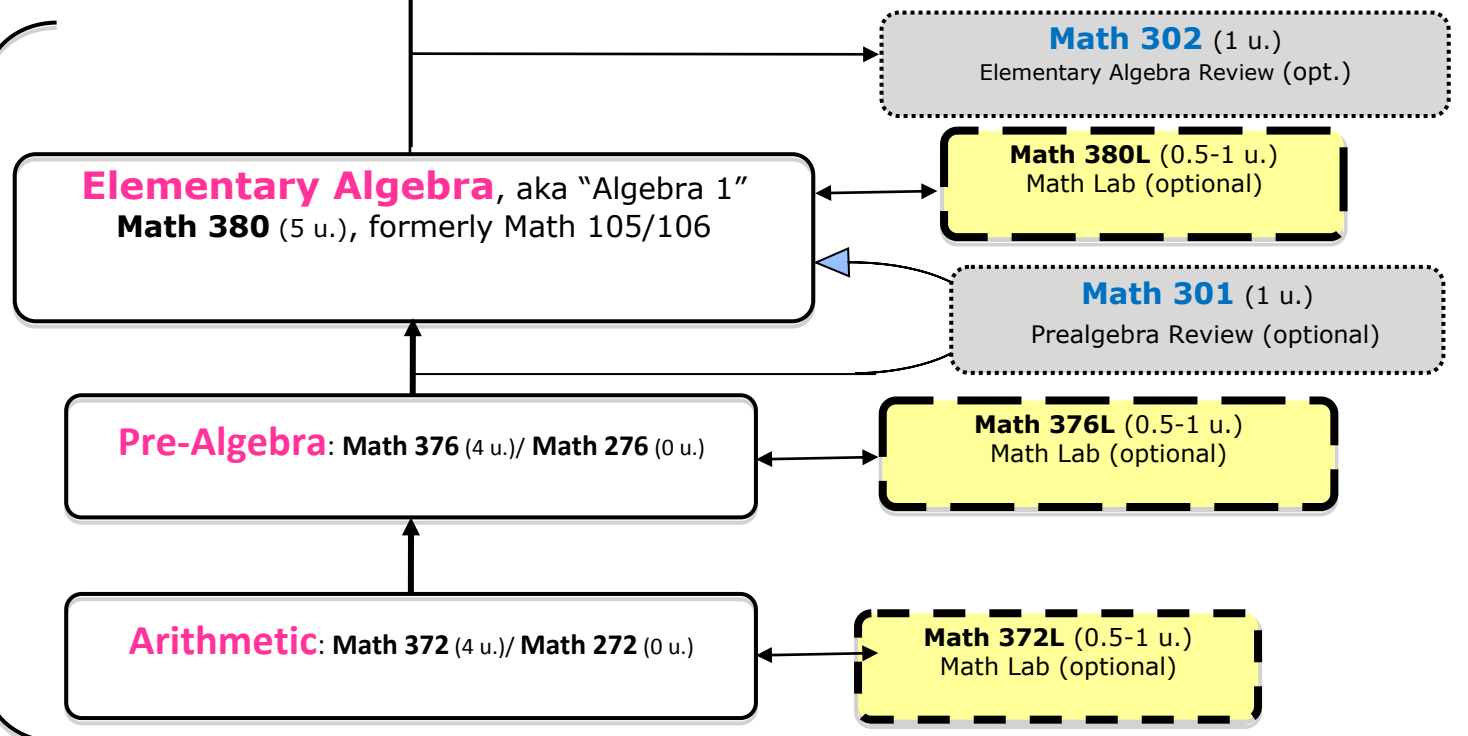 Math 302 (1 u.)
Elementary Algebra Review (opt.)
Math 380L (0.5-1 u.)
Math Lab (optional)
Elementary Algebra, aka “Algebra 1”
Math 380 (5 u.), formerly Math 105/106
Math 301 (1 u.)
Prealgebra Review (optional)
Math 376L (0.5-1 u.)
Math Lab (optional)
Pre-Algebra: Math 376 (4 u.)/ Math 276 (0 u.)
Math 372L (0.5-1 u.)
Math Lab (optional)
Arithmetic: Math 372 (4 u.)/ Math 272 (0 u.)